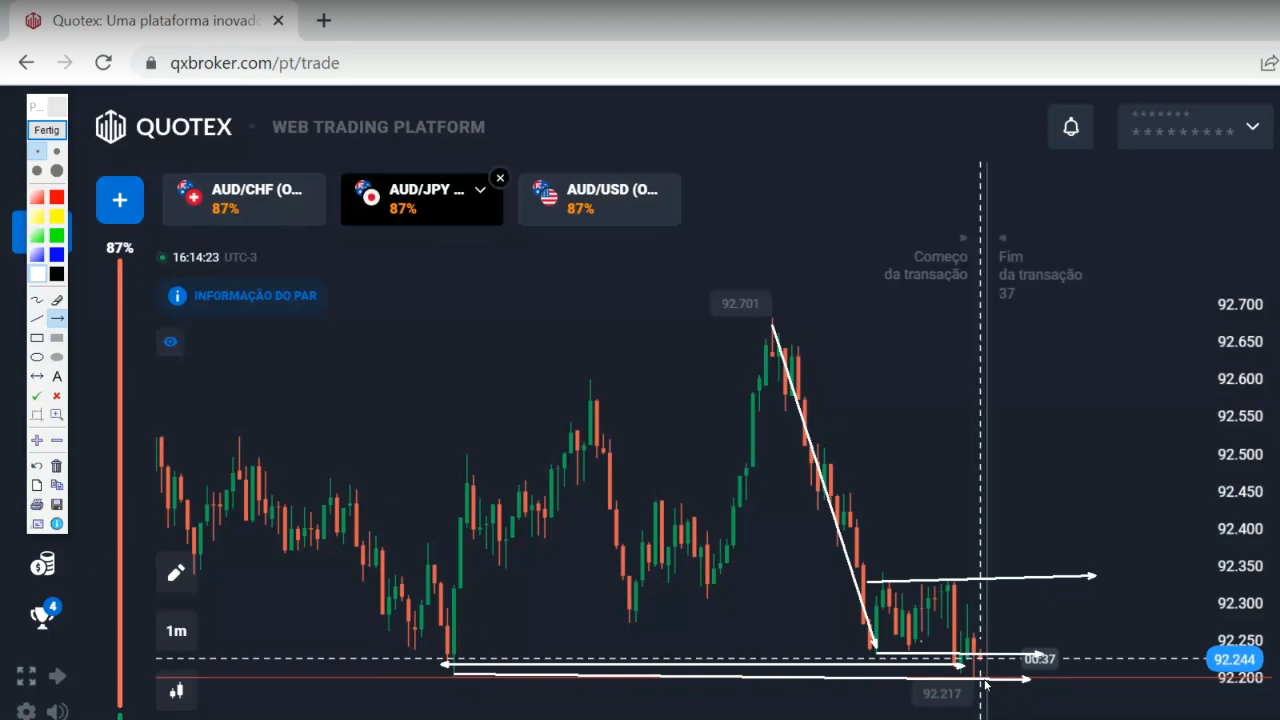 Quotex: Uma plataforma inovad
qxbroker.com/pt/trade
P...
Fertig
QUOTEX
WEB TRADING PLATFORM
*******
*********
AUD/CHF (O...
87%
AUD/JPY ...
87%
AUD/USD (O...
87%
87%
16:14:23 UTC-3
INFORMAÇÃO DO PAR
Começo
da transação
Fim
da transação
37
92.701
92.700
92.650
92.600
92.550
92.500
92.450
92.400
92.350
92.300
92.250
92.244
92.200
00:37
92.217
A
4
1m